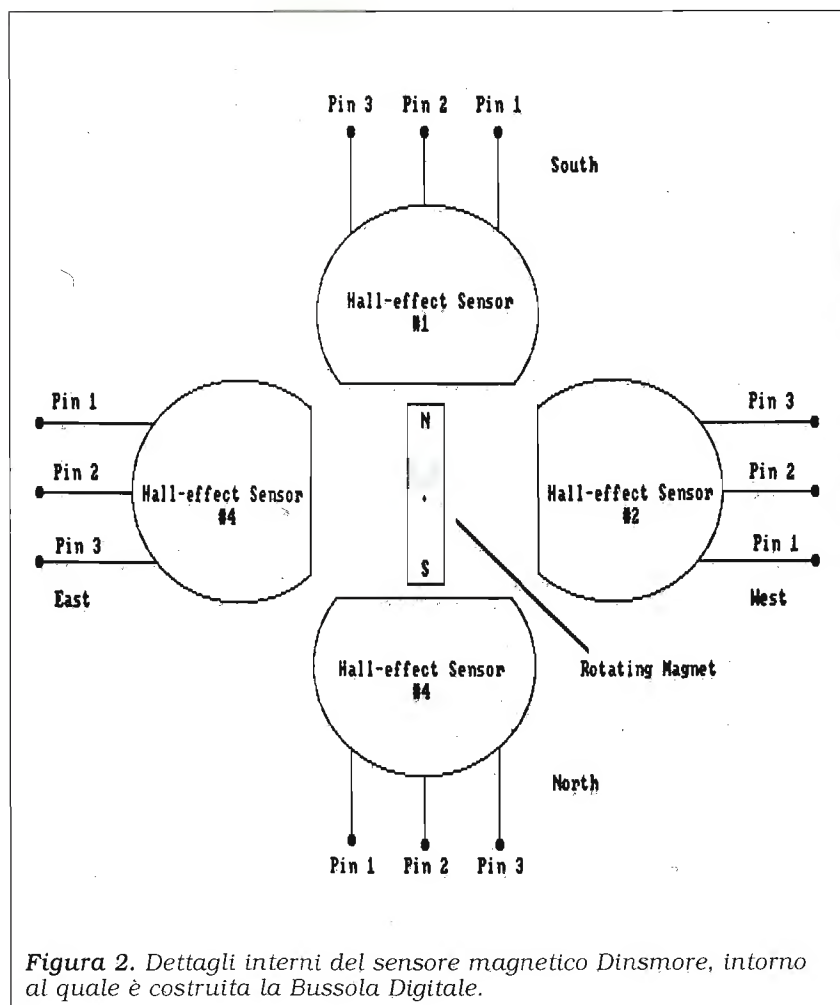 Pin 3 Pin 2 Pin 1
South
Hall-effect Sensor
#1
Pin 1
Pin 2
Pin 3
East
Hall-effect Sensor
#4
N
S
Hall-effect Sensor
#2
Pin 3
Pin 2
Pin 1
West
Hall-effect Sensor
#4
Rotating Magnet
North
Pin 1 Pin 2 Pin 3
Figura 2. Dettagli interni del sensore magnetico Dinsmore, intorno
al quale è costruita la Bussola Digitale.